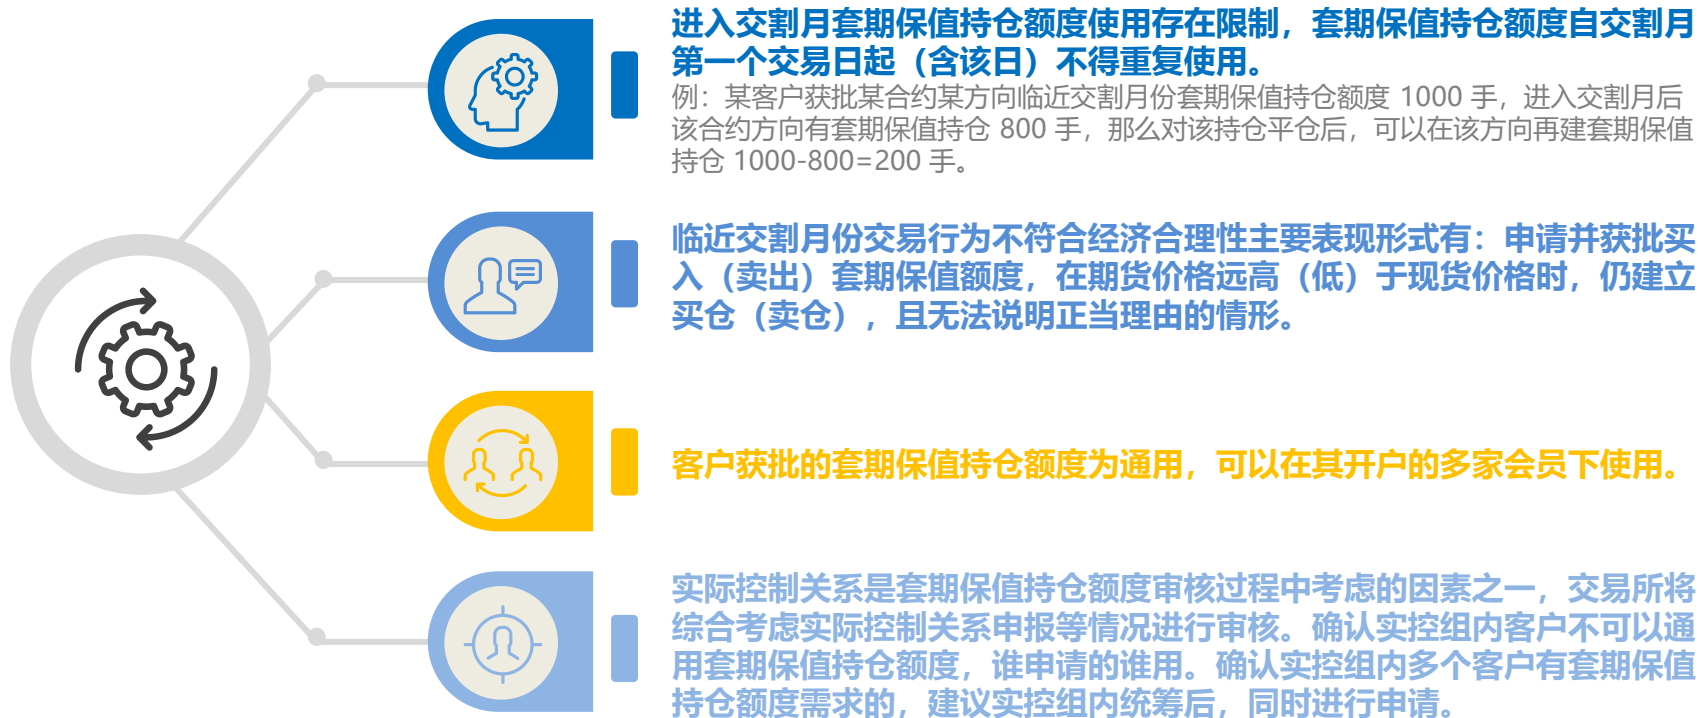 进入交割月套期保值持仓额度使用存在限制，套期保值持仓额度自交割月
第一个交易日起（含该日）不得重复使用。
例：某客户获批某合约某方向临近交割月份套期保值持仓额度 1000 手，进入交割月后
该合约方向有套期保值持仓 800 手，那么对该持仓平仓后，可以在该方向再建套期保值
持仓 1000-800=200 手。
临近交割月份交易行为不符合经济合理性主要表现形式有：申请并获批买
入（卖出）套期保值额度，在期货价格远高（低）于现货价格时，仍建立
买仓（卖仓），且无法说明正当理由的情形。
客户获批的套期保值持仓额度为通用，可以在其开户的多家会员下使用。
实际控制关系是套期保值持仓额度审核过程中考虑的因素之一，交易所将
综合考虑实际控制关系申报等情况进行审核。确认实控组内客户不可以通
用套期保值持仓额度，谁申请的谁用。确认实控组内多个客户有套期保值
持仓额度需求的，建议实控组内统筹后，同时进行申请。